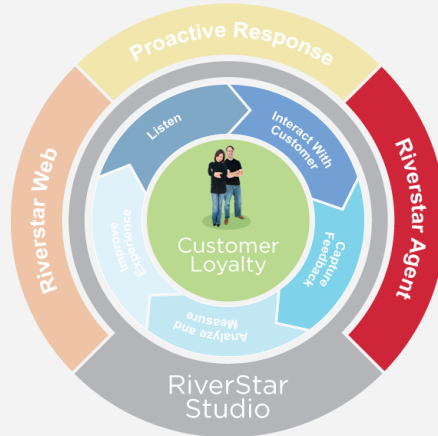 Proactive Response
Riverstar Web
Riverstar Agent
Listen
Interact With
Customer
Capture
Feedback
Analyze and
Measure
Improve
Experience
Customer
Loyalty
RiverStar
Studio